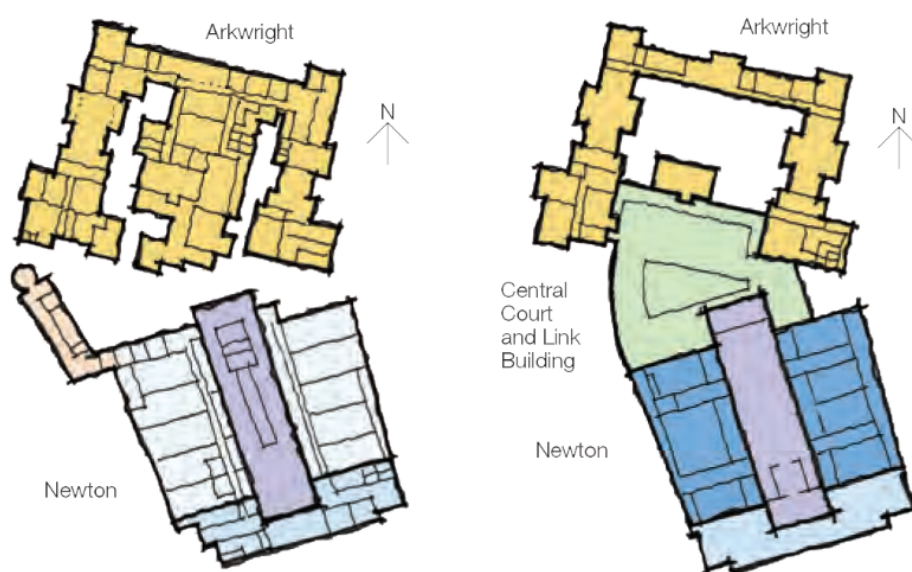 Arkwright
N
Newton
Arkwright
N
Central
Court
and Link
Building
Newton